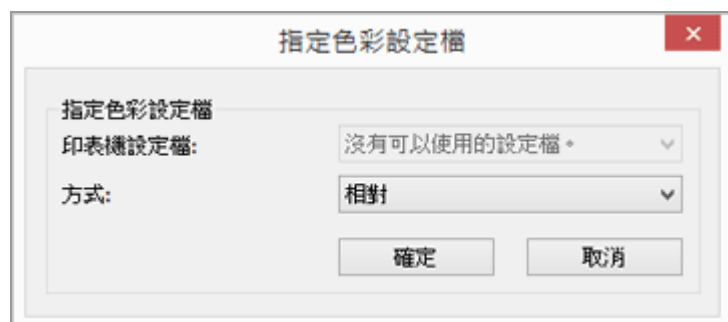 指定色彩設定檔
指定色彩設定檔
印表機設定檔: 沒有可以使用的設定檔。
方式: 相對
確定 取消